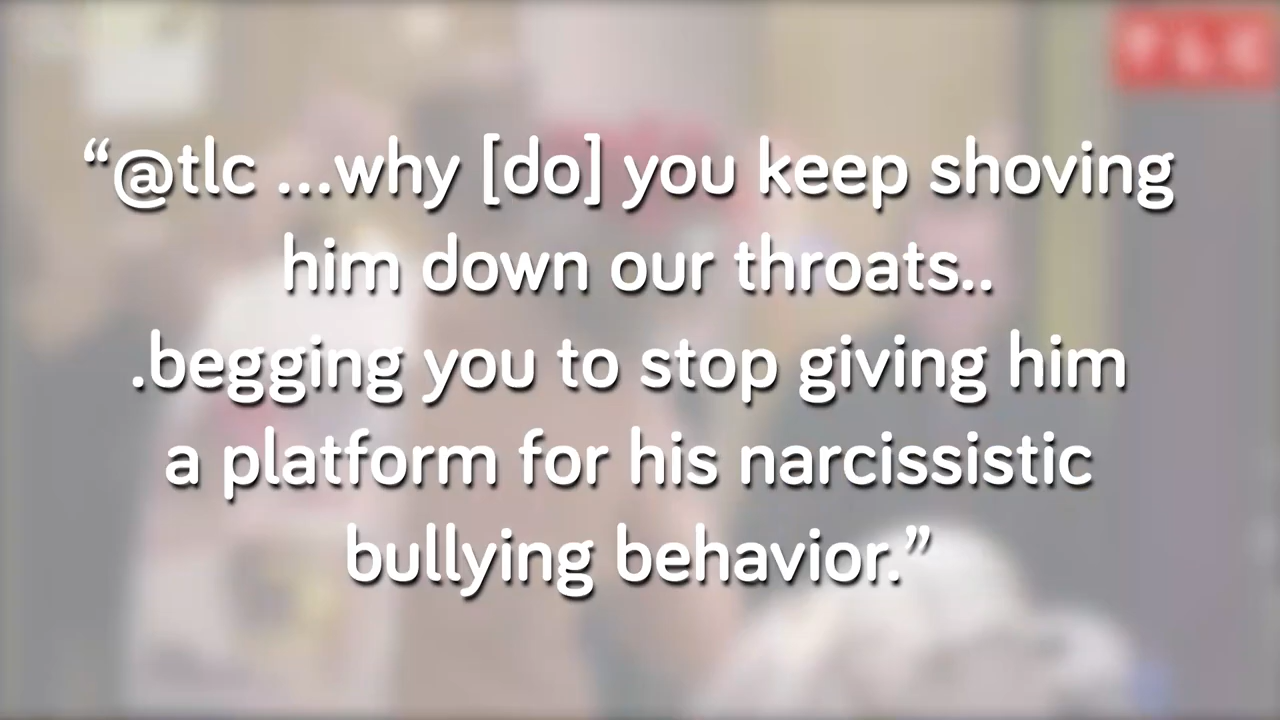 TLC
“@tlc ...why [do] you keep shoving
him down our throats..
.begging you to stop giving him
a platform for his narcissistic
bullying behavior.”